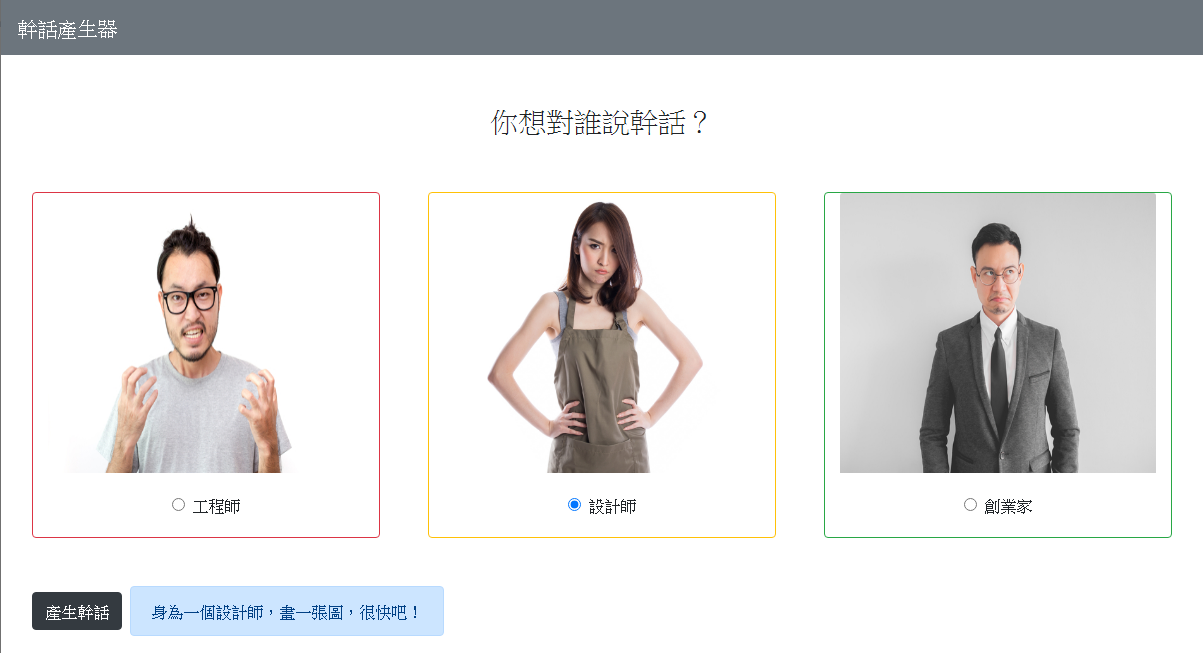 幹話產生器
你想對誰說幹話？
工程師
設計師
創業家
產生幹話
身為一個設計師，畫一張圖，很快吧！